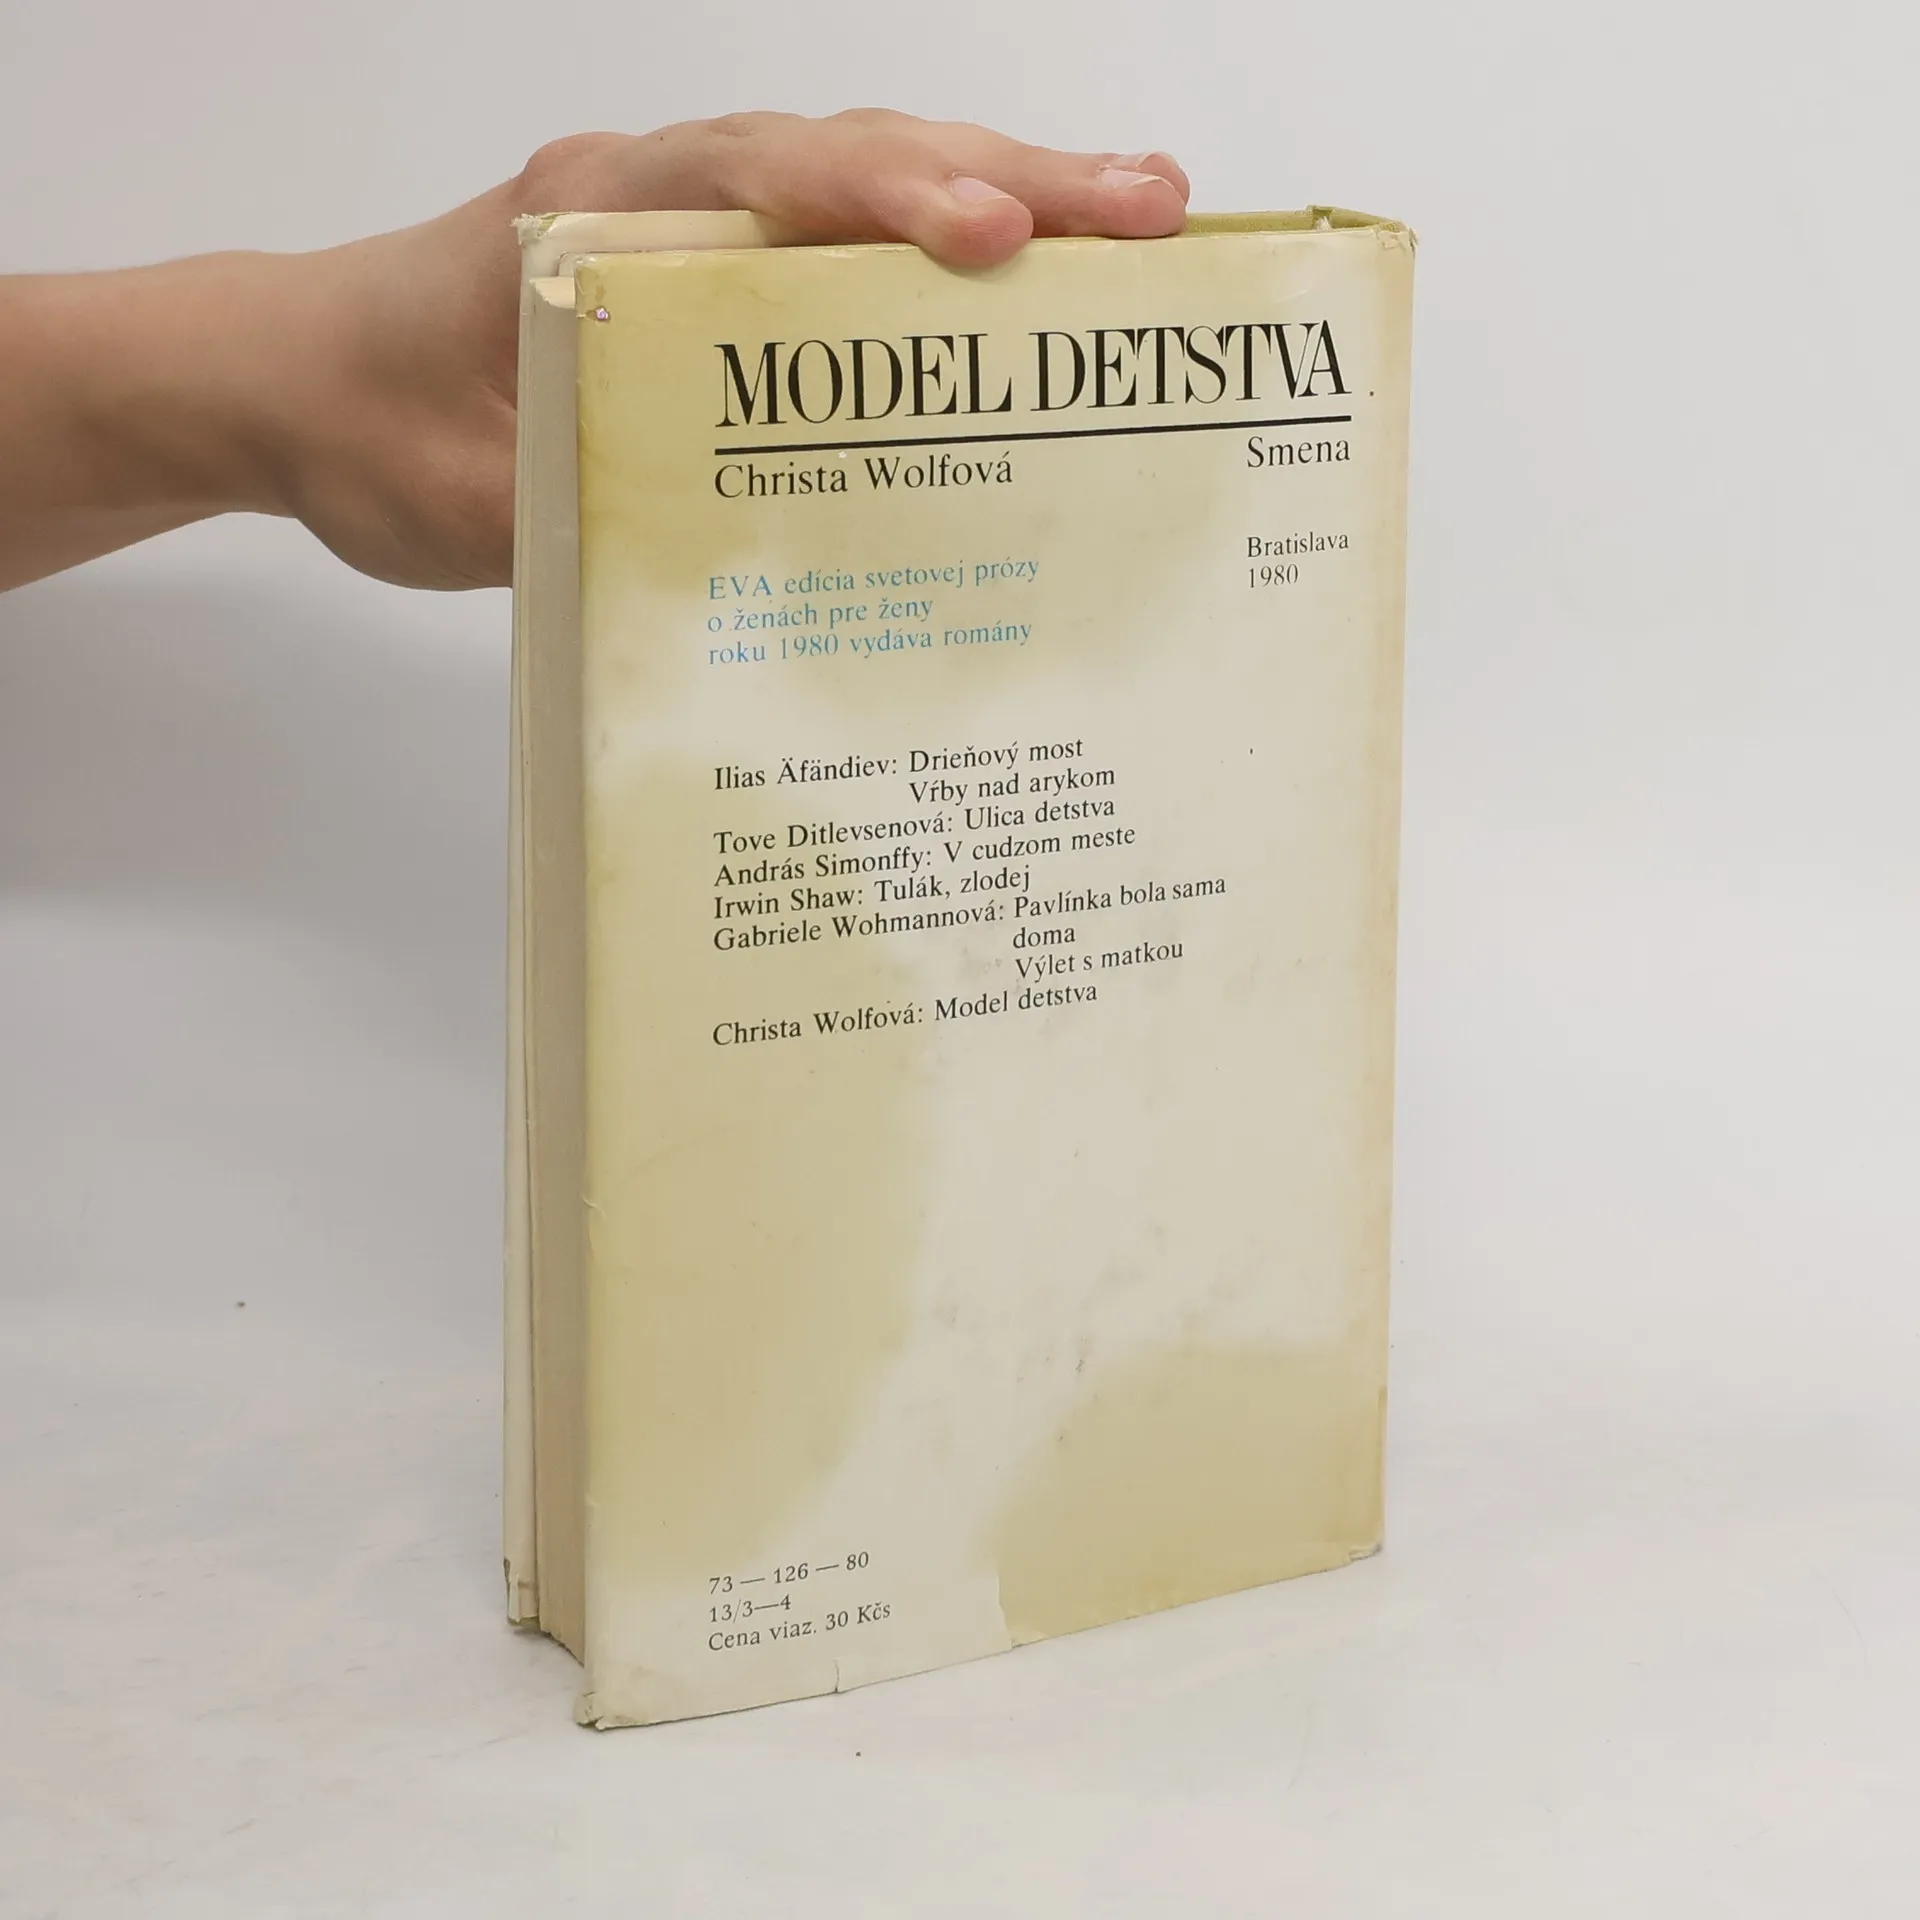 MODEL DETSTVA
Christa Wolfová
Smena
Bratislava
1980
EVA edícia svetovej prózy
o ženách pre ženy
roku 1980 vydáva romány
Ilias Äfändiev: Drieňový most
Vŕby nad arykom
Tove Ditlevsenová: Ulica detstva
András Simonffy: V cudzom meste
Irwin Shaw: Tulák, zlodej
Gabriele Wohmannová: Pavlínka bola sama
doma
Výlet s matkou
Christa Wolfová: Model detstva
73 — 126 — 80
13/3—4
Cena viaz. 30 Kčs